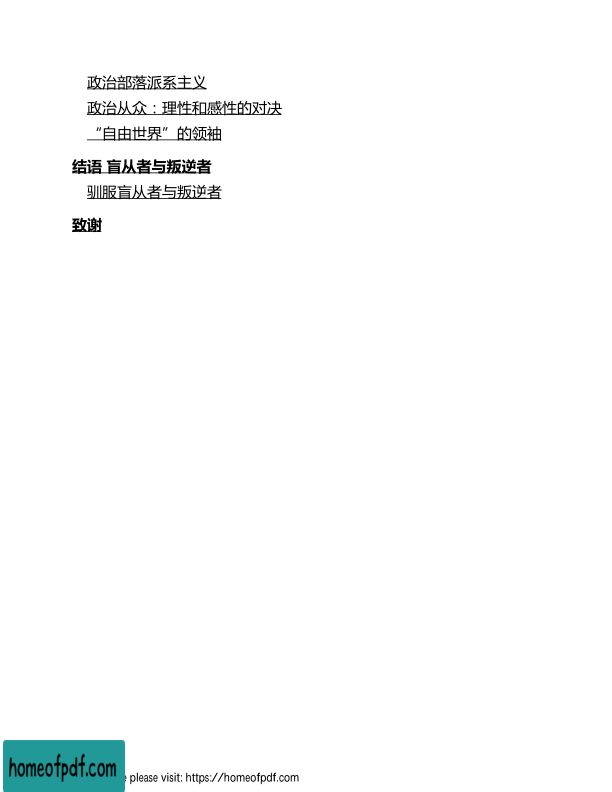 政治部落派系主义
政治从众：理性和感性的对决
“自由世界”的领袖
结语 盲从者与叛逆者
驯服盲从者与叛逆者
致谢
homeofpdf.com
please visit: https://homeofpdf.com